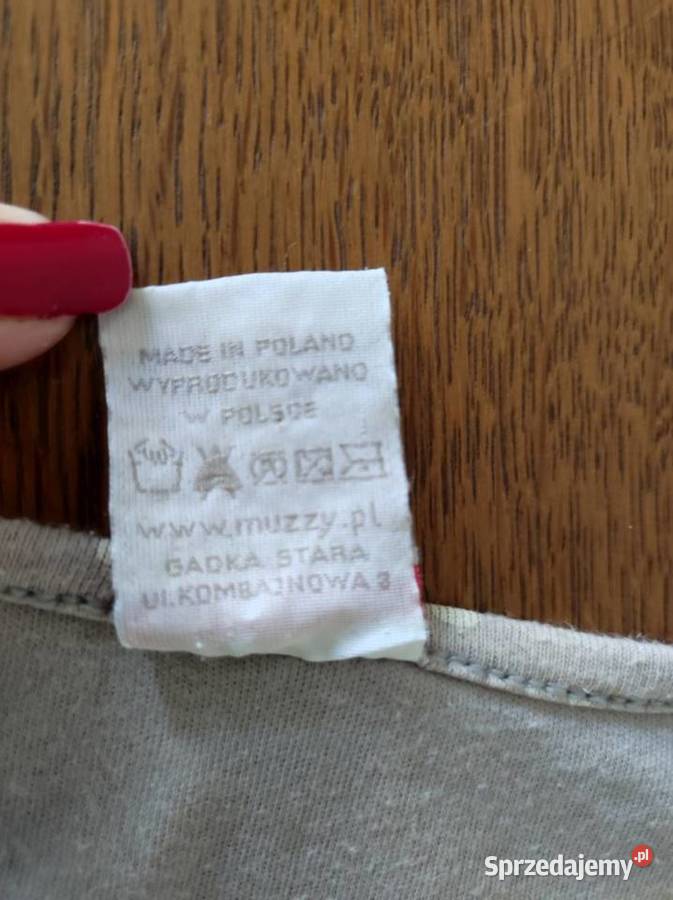 MADE IN POLAND
WYPRODUKOWANO
W POLSCE
www.muzzy.pl
GADKA STARA
Ul.KOMBAJNOWA 3
Sprzedajemy.pl